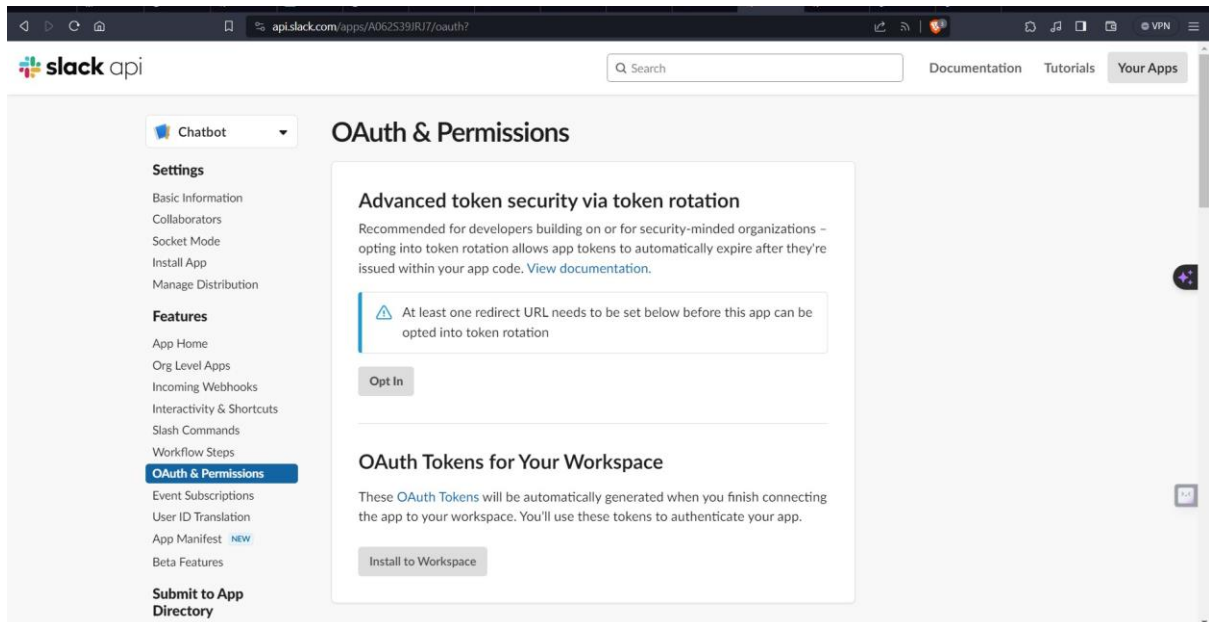 api.slack.com/apps/A062S39JRJ7/oauth?
VPN
slack api
Search
Documentation
Tutorials
Your Apps
Chatbot
Settings
Basic Information
Collaborators
Socket Mode
Install App
Manage Distribution
Features
App Home
Org Level Apps
Incoming Webhooks
Interactivity & Shortcuts
Slash Commands
Workflow Steps
OAuth & Permissions
Event Subscriptions
User ID Translation
App Manifest NEW
Beta Features
Submit to App
Directory
OAuth & Permissions
Advanced token security via token rotation
Recommended for developers building on or for security-minded organizations –
opting into token rotation allows app tokens to automatically expire after they're
issued within your app code. View documentation.
At least one redirect URL needs to be set below before this app can be
opted into token rotation
Opt In
OAuth Tokens for Your Workspace
These OAuth Tokens will be automatically generated when you finish connecting
the app to your workspace. You'll use these tokens to authenticate your app.
Install to Workspace